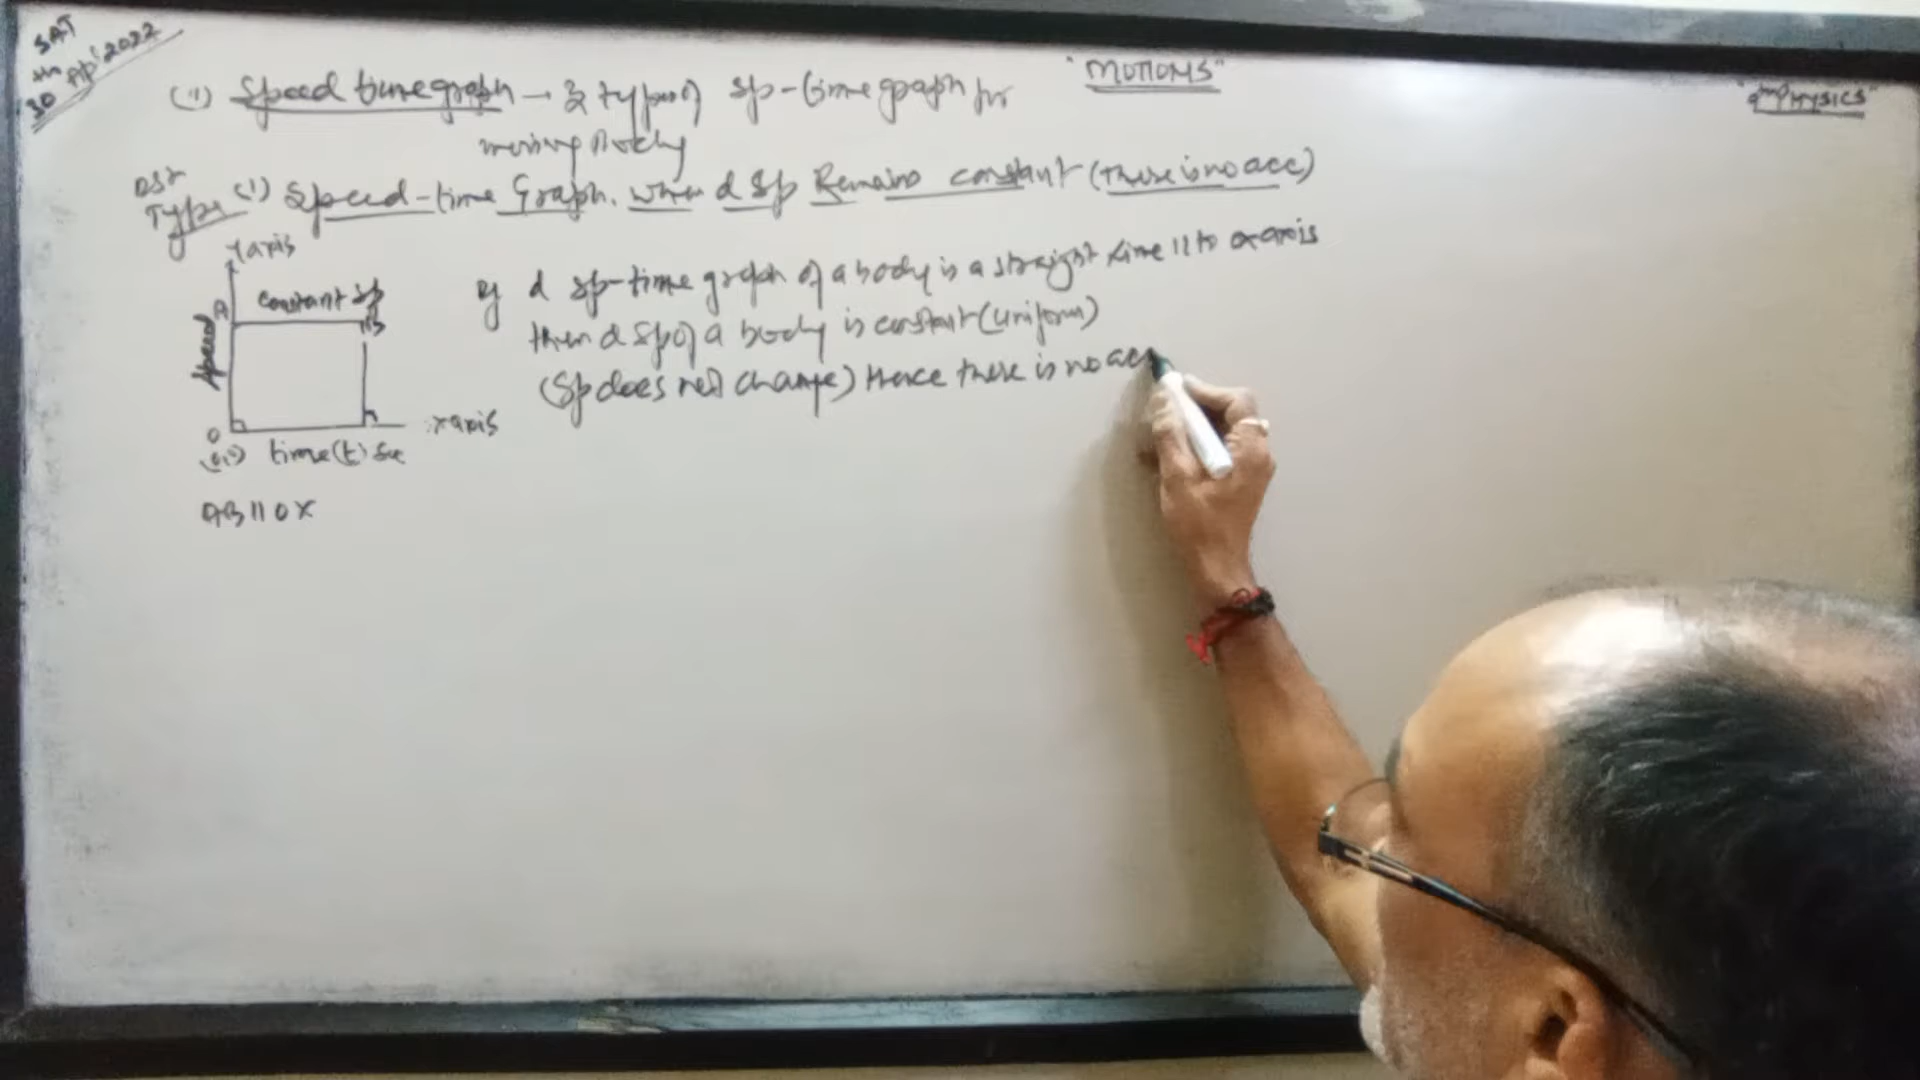 SAT
30th Apr' 2022
"MOTIONS"
9th PHYSICS"
(ii) Speed time graph → 3 types of sp-time graph for
moving Body
1st
Type (i) Speed-time Graph. when d sp Remains constant (There is no acc)
Y axis
constant sp
A
B
Speed
O
x axis
time (t) sec
AB || OX
If d sp-time graph of a body is a straight line || to x axis
then d sp of a body is constant (uniform)
(Sp does not change) Hence there is no acc